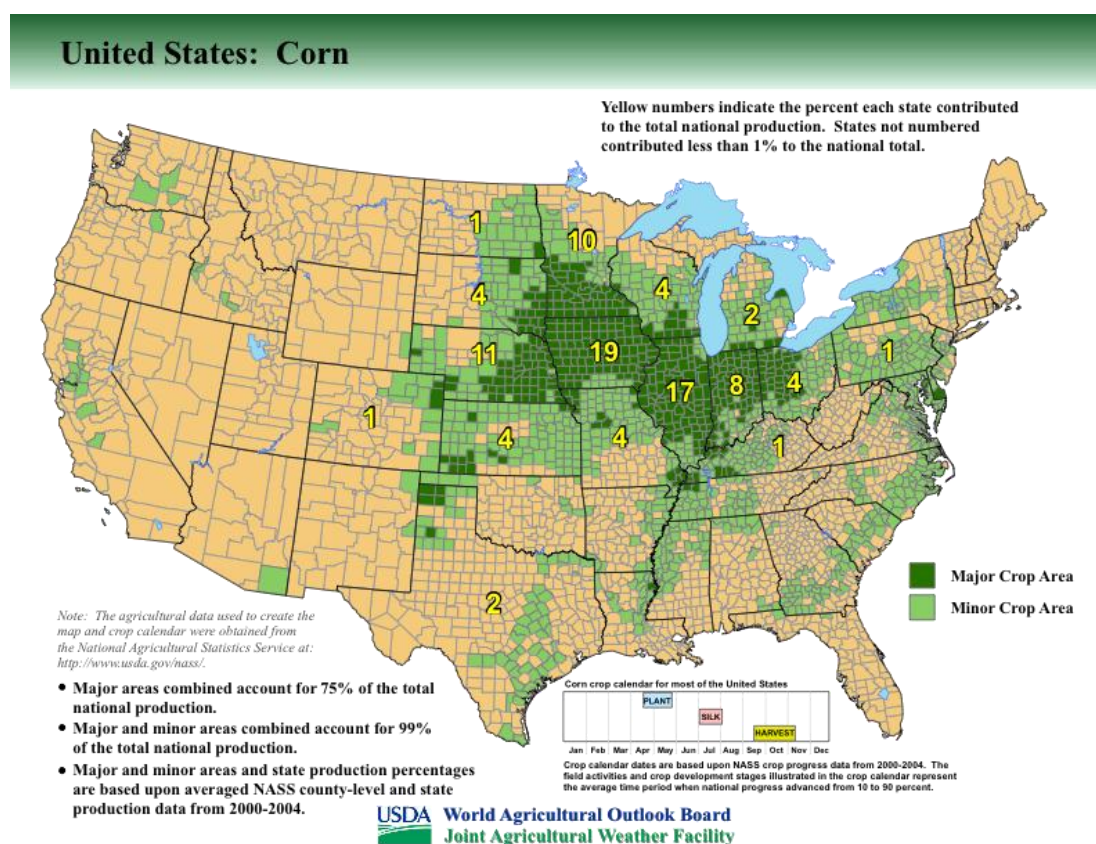 United States: Corn
Yellow numbers indicate the percent each state contributed
to the total national production. States not numbered
contributed less than 1% to the national total.
1
10
4
4
2
11
19
1
17
8
4
1
4
4
1
2
Major Crop Area
Minor Crop Area
Note: The agricultural data used to create the
map and crop calendar were obtained from
the National Agricultural Statistics Service at:
http://www.usda.gov/nass/.
• Major areas combined account for 75% of the total
national production.
• Major and minor areas combined account for 99%
of the total national production.
• Major and minor areas and state production percentages
are based upon averaged NASS county-level and state
production data from 2000-2004.
Corn crop calendar for most of the United States
PLANT
SILK
HARVEST
Jan Feb Mar Apr May Jun Jul Aug Sep Oct Nov Dec
Crop calendar dates are based upon NASS crop progress data from 2000-2004. The
field activities and crop development stages illustrated in the crop calendar represent
the average time period when national progress advanced from 10 to 90 percent.
USDA World Agricultural Outlook Board
Joint Agricultural Weather Facility